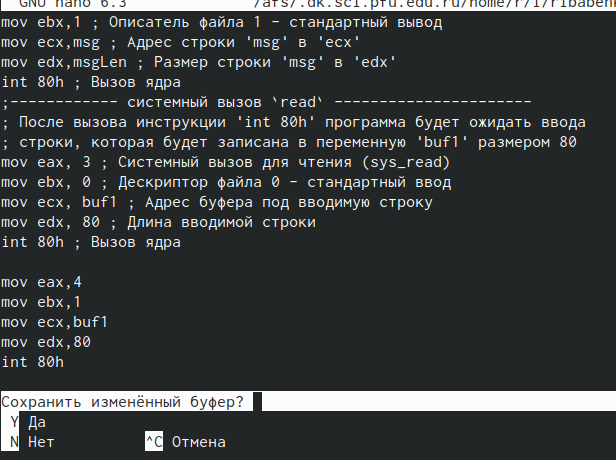 GNU nano 6.3 /afs/.dk.sci.pfu.edu.ru/home/r/1/r1babenk
mov ebx,1 ; Описатель файла 1 - стандартный вывод
mov ecx,msg ; Адрес строки 'msg' в 'ecx'
mov edx,msgLen ; Размер строки 'msg' в 'edx'
int 80h ; Вызов ядра
;------------ системный вызов `read` ----------------------
; После вызова инструкции 'int 80h' программа будет ожидать ввода
; строки, которая будет записана в переменную 'buf1' размером 80
mov eax, 3 ; Системный вызов для чтения (sys_read)
mov ebx, 0 ; Дескриптор файла 0 - стандартный ввод
mov ecx, buf1 ; Адрес буфера под вводимую строку
mov edx, 80 ; Длина вводимой строки
int 80h ; Вызов ядра
mov eax,4
mov ebx,1
mov ecx,buf1
mov edx,80
int 80h
Сохранить изменённый буфер?
Y Да
N Нет ^C Отмена